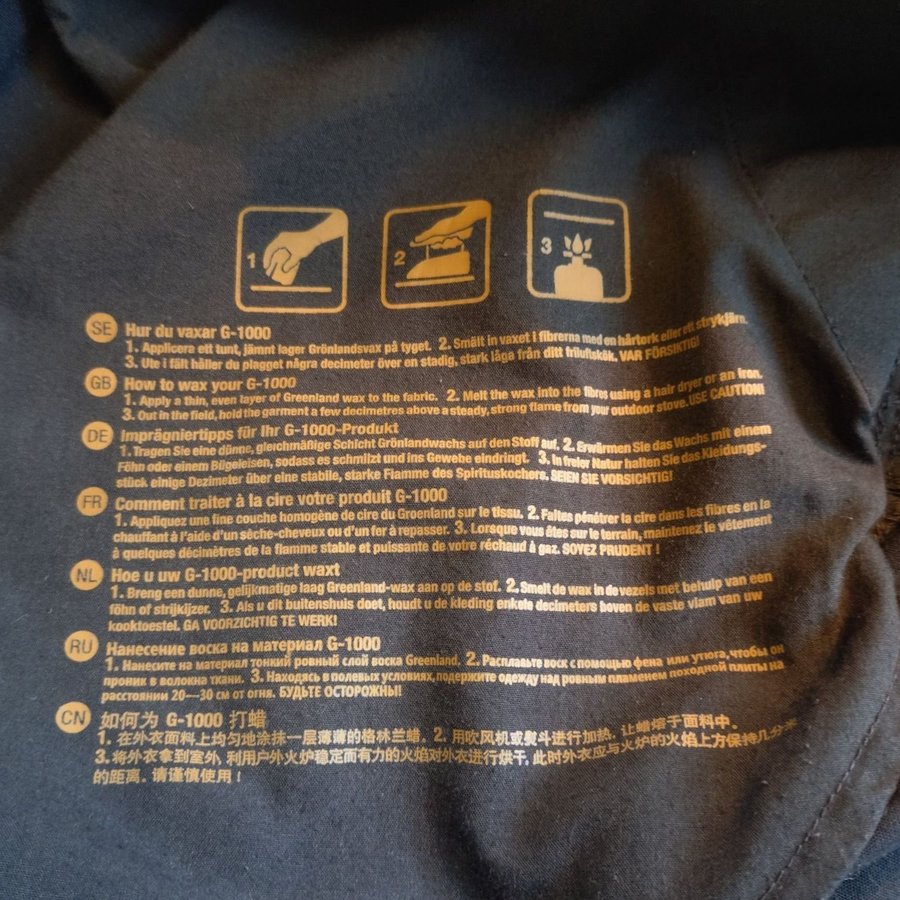 1
2
3
SE Hur du vaxar G-1000
1. Applicera ett tunt, jämnt lager Grönlandsvax på tyget. 2. Smält in vaxet i fibrerna med en hårtork eller ett strykjärn.
3. Ute i fält håller du plagget några decimeter över en stadig, stark låga från ditt friluftskök. VAR FÖRSIKTIG!
GB How to wax your G-1000
1. Apply a thin, even layer of Greenland wax to the fabric. 2. Melt the wax into the fibres using a hair dryer or an iron.
3. Out in the field, hold the garment a few decimetres above a steady, strong flame from your outdoor stove. USE CAUTION!
DE Imprägniertipps für Ihr G-1000-Produkt
1. Tragen Sie eine dünne, gleichmäßige Schicht Grönlandwachs auf den Stoff auf. 2. Erwärmen Sie das Wachs mit einem
Föhn oder einem Bügeleisen, sodass es schmilzt und ins Gewebe eindringt. 3. In freier Natur halten Sie das Kleidungs-
stück einige Dezimeter über eine stabile, starke Flamme des Spirituskochers. SEIEN SIE VORSICHTIG!
FR Comment traiter à la cire votre produit G-1000
1. Appliquez une fine couche homogène de cire du Groenland sur le tissu. 2. Faites pénétrer la cire dans les fibres en la
chauffant à l'aide d'un sèche-cheveux ou d'un fer à repasser. 3. Lorsque vous êtes sur le terrain, maintenez le vêtement
à quelques décimètres de la flamme stable et puissante de votre réchaud à gaz. SOYEZ PRUDENT !
NL Hoe u uw G-1000-product waxt
1. Breng een dunne, gelijkmatige laag Greenland-wax aan op de stof. 2. Smelt de wax in de vezels met behulp van een
föhn of strijkijzer. 3. Als u dit buitenshuis doet, houdt u de kleding enkele decimeters boven de vaste vlam van uw
kooktoestel. GA VOORZICHTIG TE WERK!
RU Нанесение воска на материал G-1000
1. Нанесите на материал тонкий ровный слой воска Greenland. 2. Расплавьте воск с помощью фена или утюга, чтобы он
проник в волокна ткани. 3. Находясь в полевых условиях, подержите одежду над ровным пламенем походной плиты на
расстоянии 20—30 см от огня. БУДЬТЕ ОСТОРОЖНЫ!
CN 如何为 G-1000 打蜡
1. 在外衣面料上均匀地涂抹一层薄薄的格林兰蜡。 2. 用吹风机或熨斗进行加热，让蜡熔于面料中。
3. 将外衣拿到室外, 利用户外火炉稳定而有力的火焰对外衣进行烘干, 此时外衣应与火炉的火焰上方保持几分米
的距离。请谨慎使用！